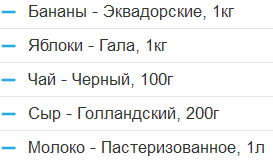 Бананы - Эквадорские, 1кг
Яблоки - Гала, 1кг
Чай - Черный, 100г
Сыр - Голландский, 200г
Молоко - Пастеризованное, 1л